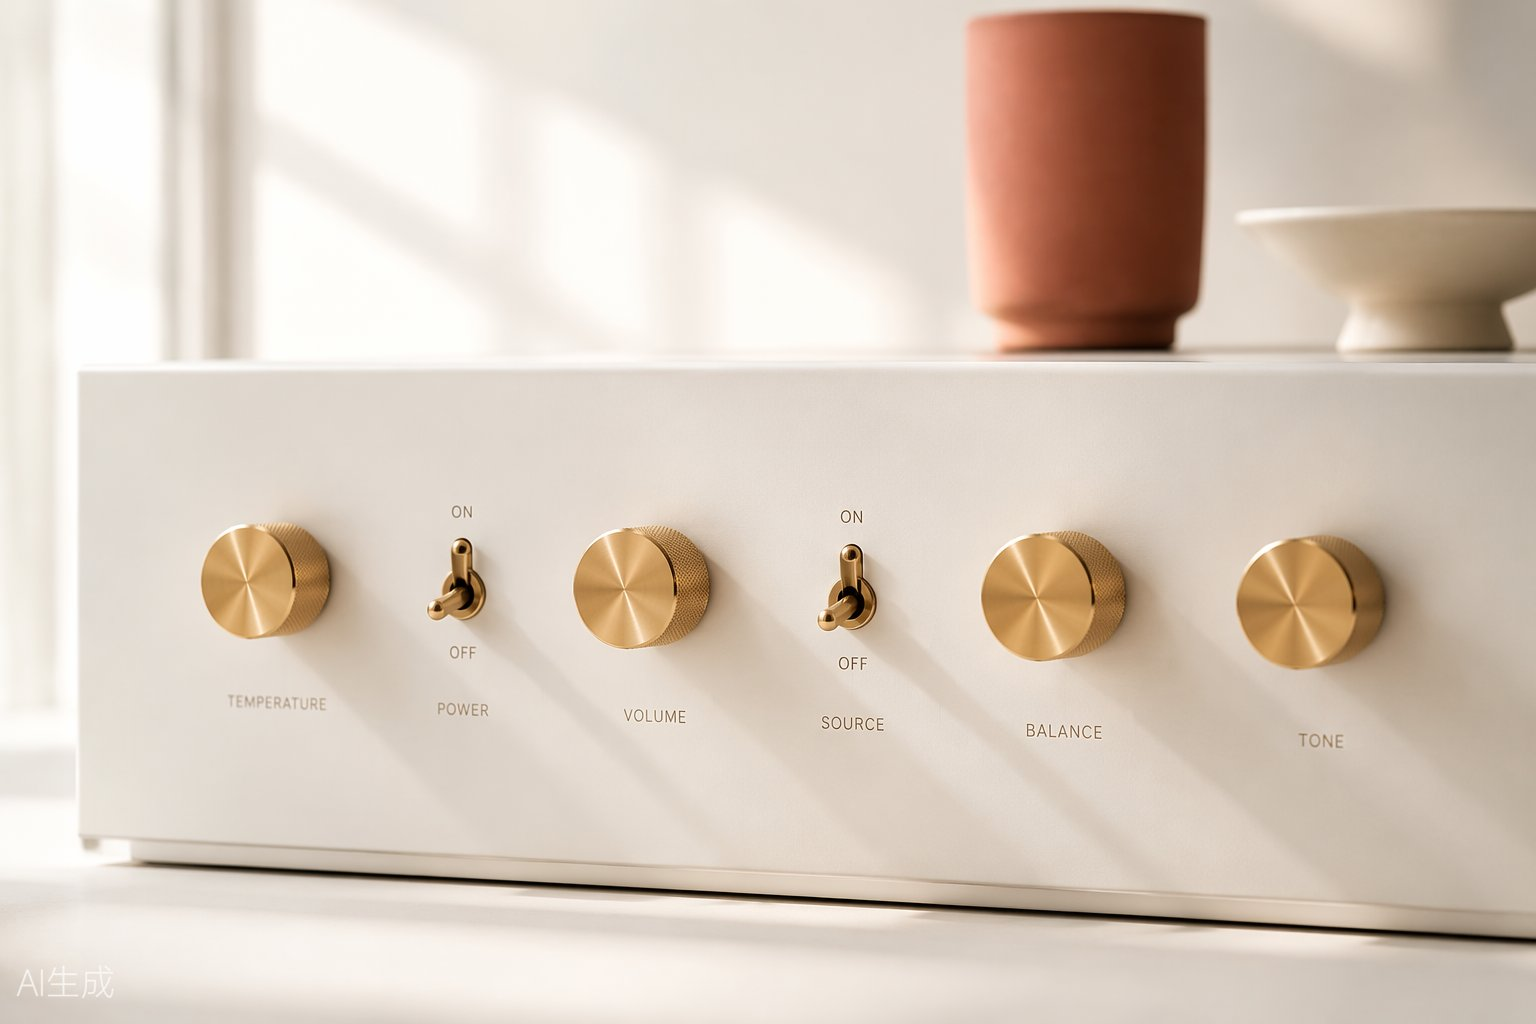 ON
ON
OFF
OFF
TEMPERATURE
POWER
VOLUME
SOURCE
BALANCE
TONE
AI生成